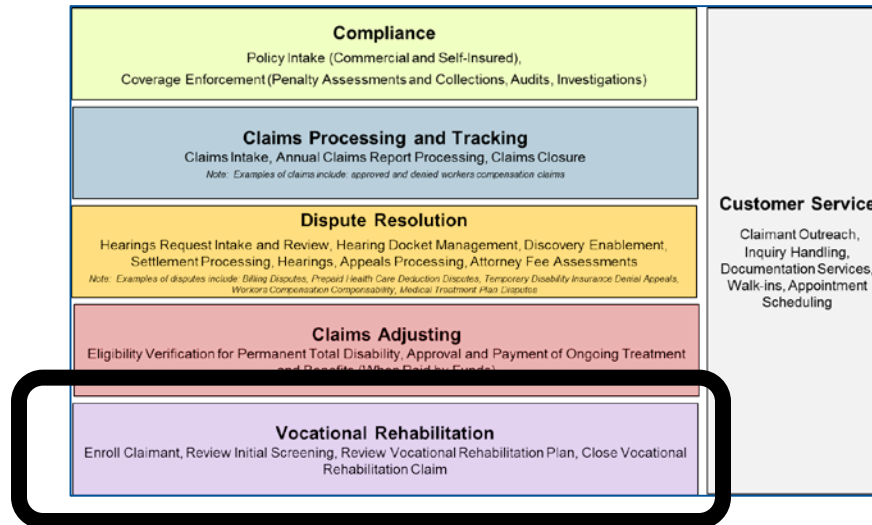 Compliance
Policy Intake (Commercial and Self-Insured),
Coverage Enforcement (Penalty Assessments and Collections, Audits, Investigations)
Claims Processing and Tracking
Claims Intake, Annual Claims Report Processing, Claims Closure
Note: Examples of claims include: approved and denied workers compensation claims
Dispute Resolution
Hearings Request Intake and Review, Hearing Docket Management, Discovery Enablement,
Settlement Processing, Hearings, Appeals Processing, Attorney Fee Assessments
Note: Examples of disputes include: Billing Disputes, Prepaid Health Care Deduction Disputes, Temporary Disability Insurance Denial Appeals,
Workers Compensation Compensability, Medical Treatment Plan Disputes
Claims Adjusting
Eligibility Verification for Permanent Total Disability, Approval and Payment of Ongoing Treatment
and Benefits (When Paid by Funds)
Vocational Rehabilitation
Enroll Claimant, Review Initial Screening, Review Vocational Rehabilitation Plan, Close Vocational
Rehabilitation Claim
Customer Service
Claimant Outreach,
Inquiry Handling,
Documentation Services,
Walk-ins, Appointment
Scheduling